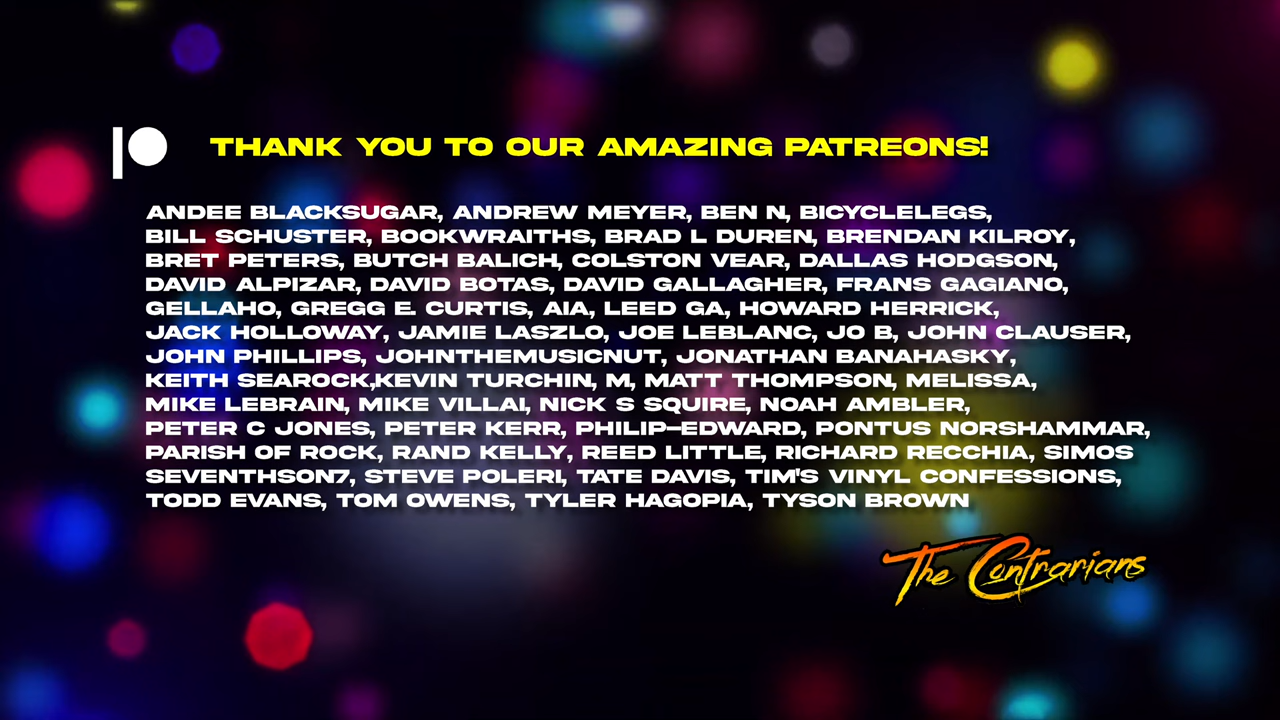 THANK YOU TO OUR AMAZING PATREONS!
ANDEE BLACKSUGAR, ANDREW MEYER, BEN N, BICYCLELEGS,
BILL SCHUSTER, BOOKWRAITHS, BRAD L DUREN, BRENDAN KILROY,
BRET PETERS, BUTCH BALICH, COLSTON VEAR, DALLAS HODGSON,
DAVID ALPIZAR, DAVID BOTAS, DAVID GALLAGHER, FRANS GAGIANO,
GELLAHO, GREGG E. CURTIS, AIA, LEED GA, HOWARD HERRICK,
JACK HOLLOWAY, JAMIE LASZLO, JOE LEBLANC, JO B, JOHN CLAUSER,
JOHN PHILLIPS, JOHNTHEMUSICNUT, JONATHAN BANAHASKY,
KEITH SEAROCK,KEVIN TURCHIN, M, MATT THOMPSON, MELISSA,
MIKE LEBRAIN, MIKE VILLAI, NICK S SQUIRE, NOAH AMBLER,
PETER C JONES, PETER KERR, PHILIP-EDWARD, PONTUS NORSHAMMAR,
PARISH OF ROCK, RAND KELLY, REED LITTLE, RICHARD RECCHIA, SIMOS
SEVENTHSON7, STEVE POLERI, TATE DAVIS, TIM'S VINYL CONFESSIONS,
TODD EVANS, TOM OWENS, TYLER HAGOPIA, TYSON BROWN
The Contrarians